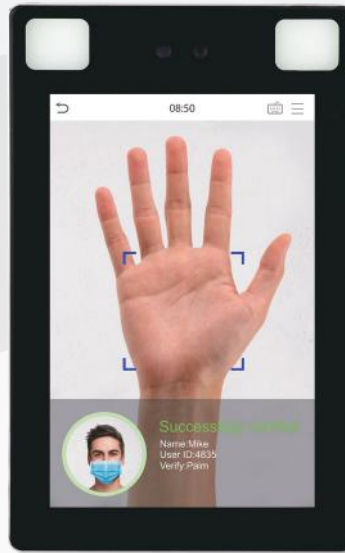 08:50
Successfully verified
Name:Mike
User ID:4835
Verify:Palm